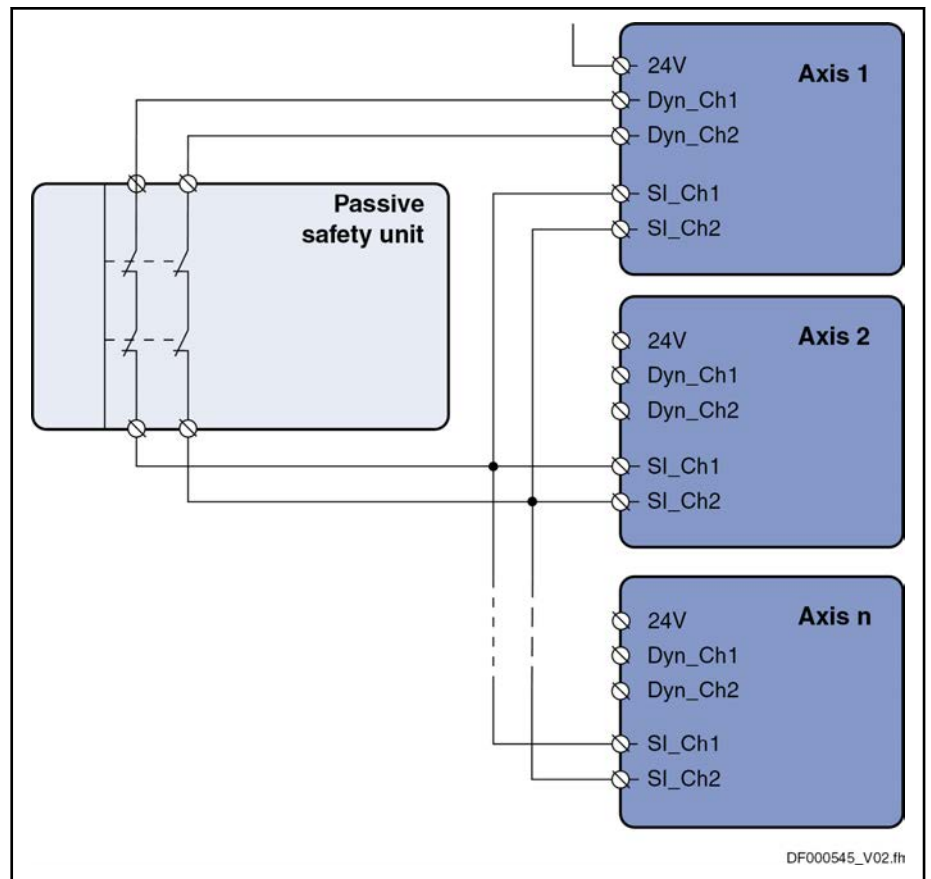 24V
Axis 1
Dyn_Ch1
Dyn_Ch2
SI_Ch1
SI_Ch2
Passive
safety unit
24V
Axis 2
Dyn_Ch1
Dyn_Ch2
SI_Ch1
SI_Ch2
24V
Axis n
Dyn_Ch1
Dyn_Ch2
SI_Ch1
SI_Ch2
DF000545_V02.fh